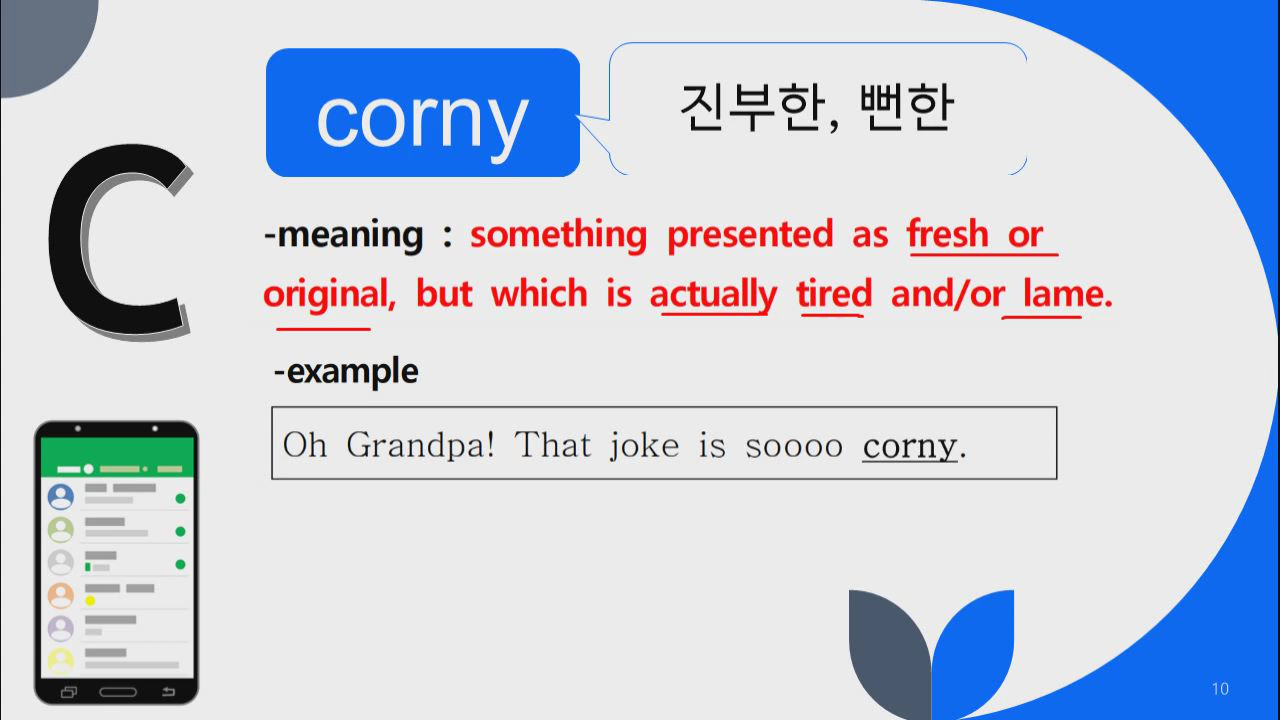 corny
진부한, 뻔한
C
-meaning : something presented as fresh or
original, but which is actually tired and/or lame.
-example
Oh Grandpa! That joke is soooo corny.
10